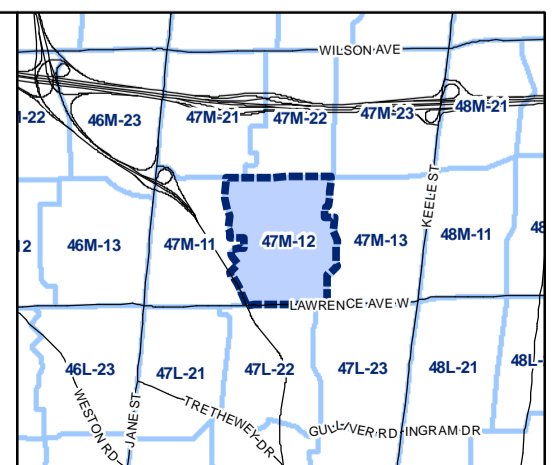 WILSON AVE
-22
46M-23
47M-21
47M-22
47M-23
48M-21
KEELE ST
12
46M-13
47M-11
47M-12
47M-13
48M-11
48
LAWRENCE AVE W
46L-23
47L-21
47L-22
47L-23
48L-21
48L-
WESTON RD
JANE ST
TRETHEWEY DR
GULLIVER RD
INGRAM DR